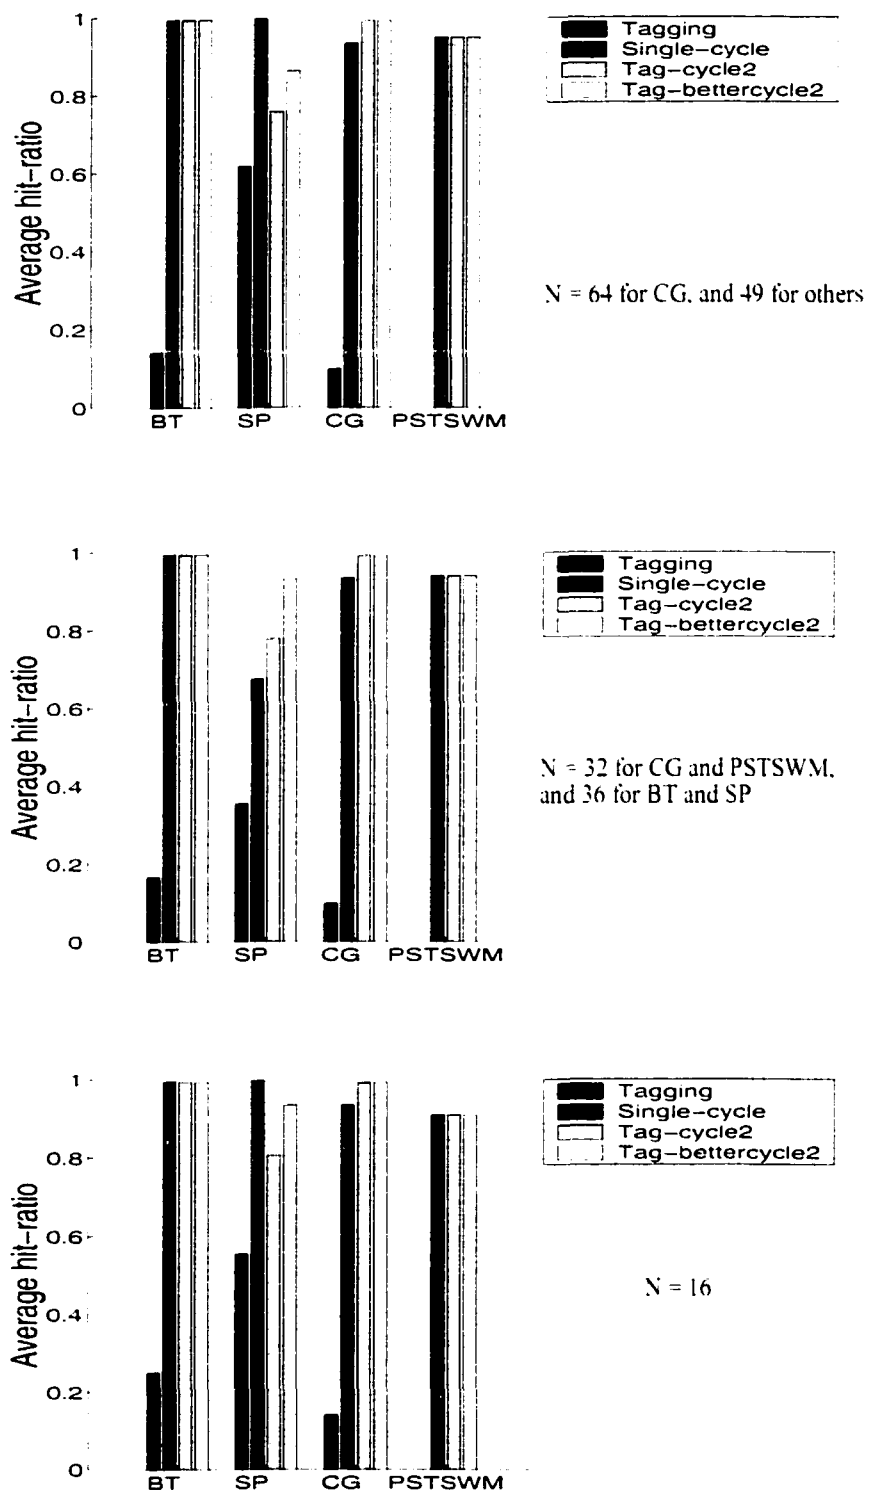 1
0.8
0.6
0.4
0.2
0
Average hit-ratio
BT SP CG PSTSWM
Tagging
Single-cycle
Tag-cycle2
Tag-bettercycle2
N = 64 for CG, and 49 for others
1
0.8
0.6
0.4
0.2
0
Average hit-ratio
BT SP CG PSTSWM
Tagging
Single-cycle
Tag-cycle2
Tag-bettercycle2
N = 32 for CG and PSTSWM,
and 36 for BT and SP
1
0.8
0.6
0.4
0.2
0
Average hit-ratio
BT SP CG PSTSWM
Tagging
Single-cycle
Tag-cycle2
Tag-bettercycle2
N = 16